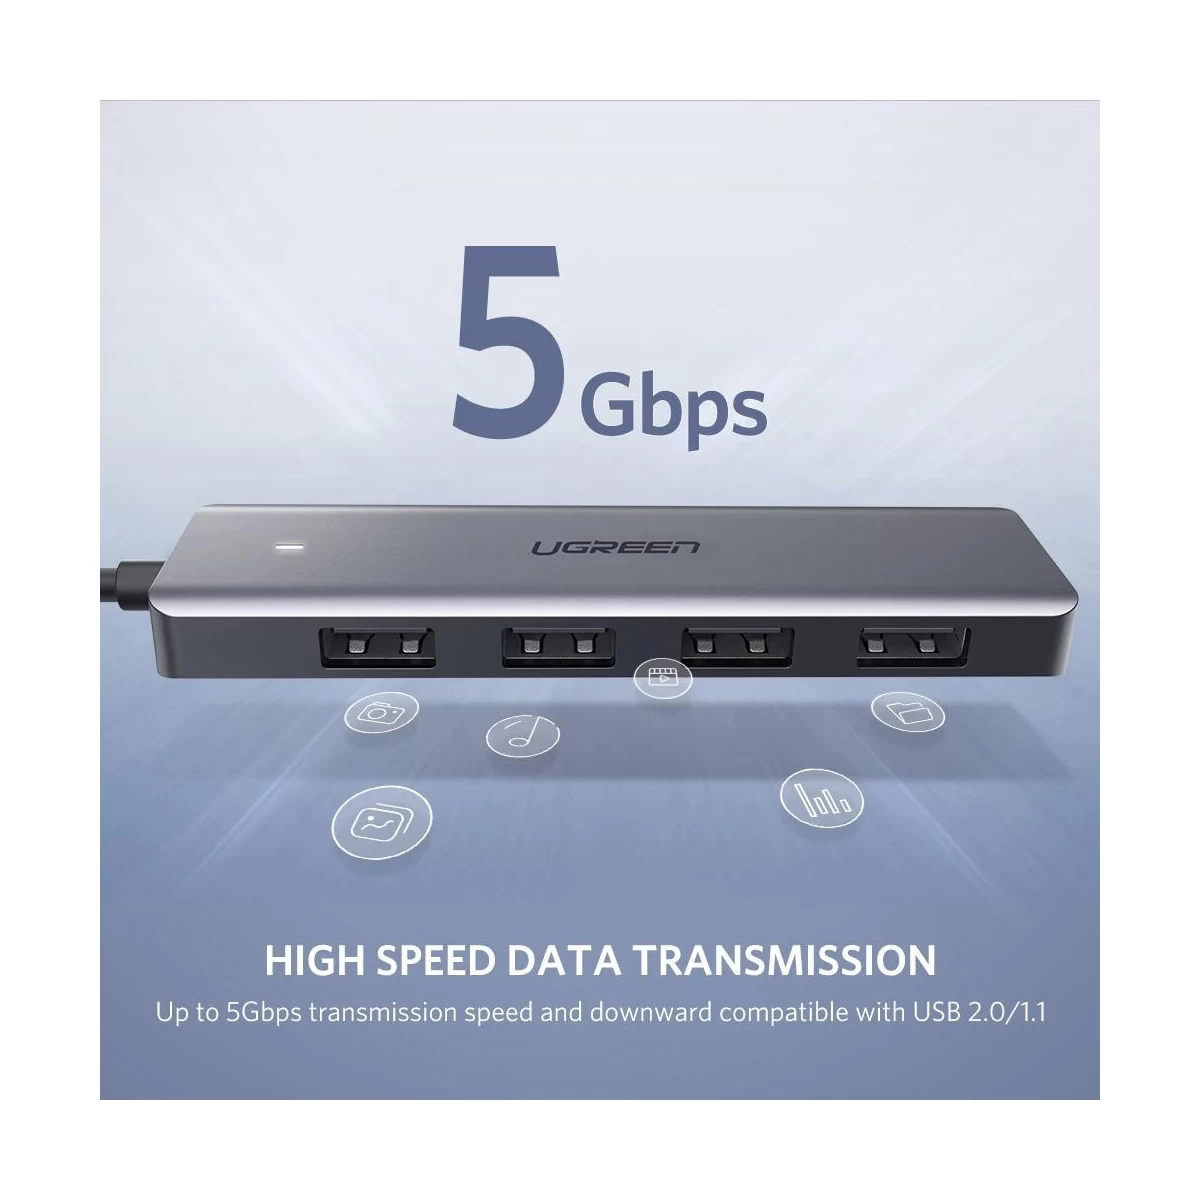 5 Gbps
UGREEN
HIGH SPEED DATA TRANSMISSION
Up to 5Gbps transmission speed and downward compatible with USB 2.0/1.1